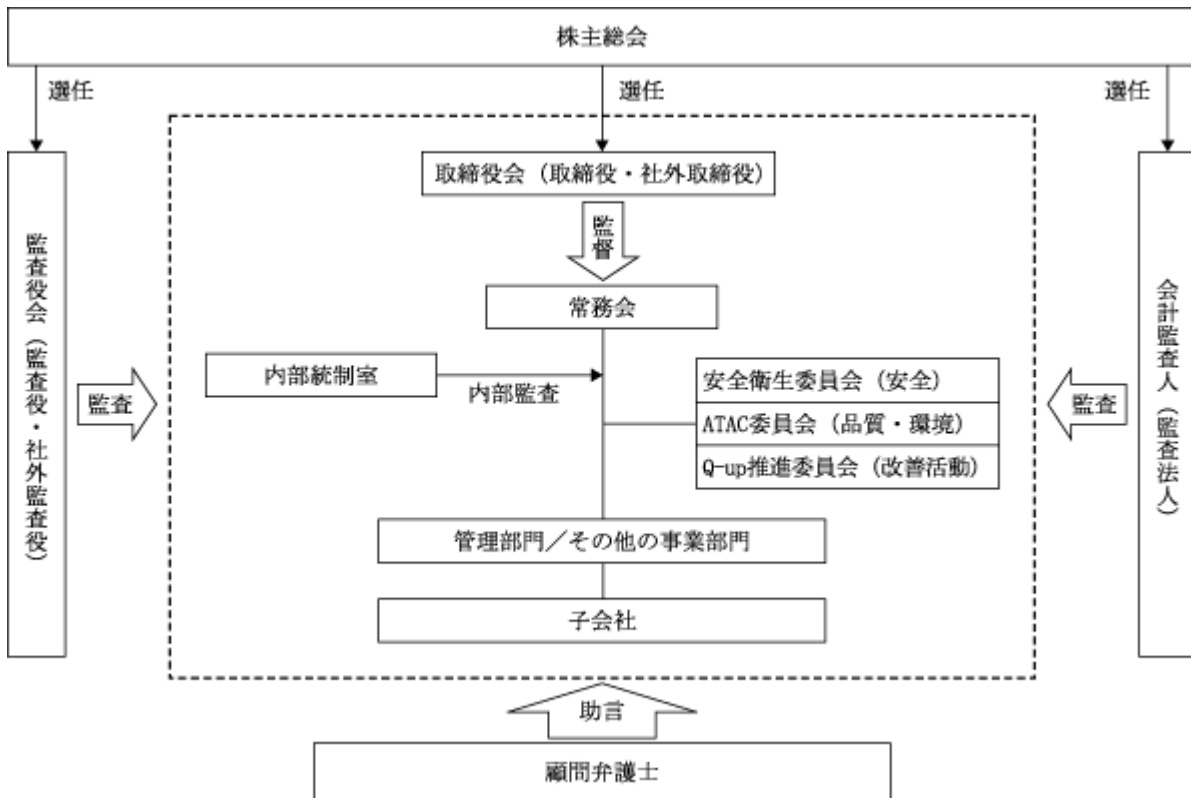 株主総会
選任
選任
選任
取締役会（取締役・社外取締役）
監督
常務会
監査役会（監査役・社外監査役）
監査
内部統制室
内部監査
安全衛生委員会（安全）
ATAC委員会（品質・環境）
Q-up推進委員会（改善活動）
監査
会計監査人（監査法人）
管理部門／その他の事業部門
子会社
助言
顧問弁護士